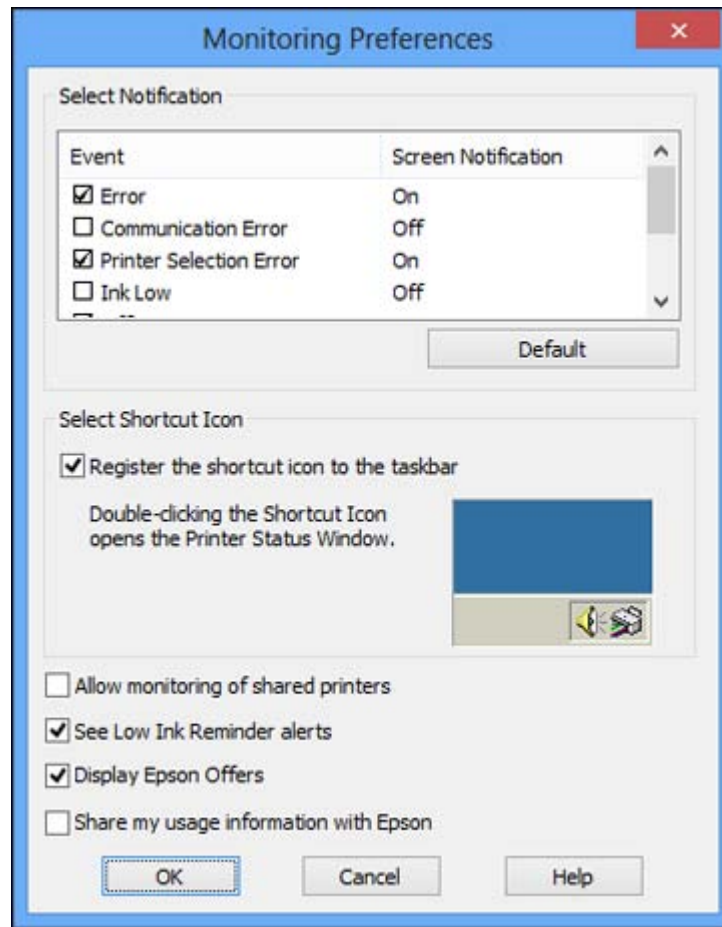 Monitoring Preferences
Select Notification
Event Screen Notification
Error On
Communication Error Off
Printer Selection Error On
Ink Low Off
Default
Select Shortcut Icon
Register the shortcut icon to the taskbar
Double-clicking the Shortcut Icon
opens the Printer Status Window.
Allow monitoring of shared printers
See Low Ink Reminder alerts
Display Epson Offers
Share my usage information with Epson
OK Cancel Help